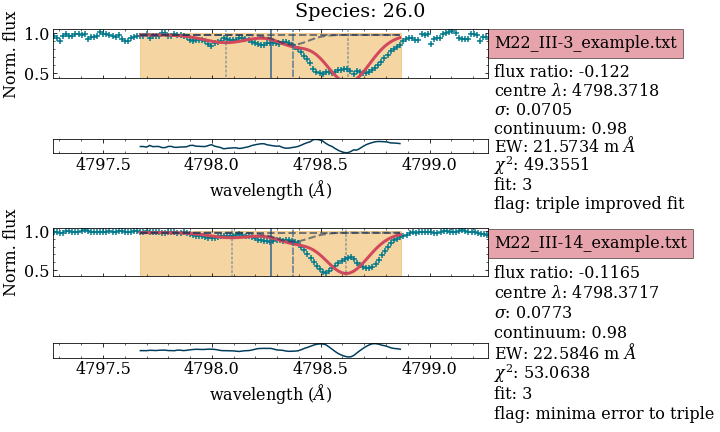 Species: 26.0
Norm. flux
1.0
0.5
4797.5 4798.0 4798.5 4799.0
wavelength (Å)
M22_III-3_example.txt
flux ratio: -0.122
centre λ: 4798.3718
σ: 0.0705
continuum: 0.98
EW: 21.5734 m Å
χ²: 49.3551
fit: 3
flag: triple improved fit
Norm. flux
1.0
0.5
4797.5 4798.0 4798.5 4799.0
wavelength (Å)
M22_III-14_example.txt
flux ratio: -0.1165
centre λ: 4798.3717
σ: 0.0773
continuum: 0.98
EW: 22.5846 m Å
χ²: 53.0638
fit: 3
flag: minima error to triple